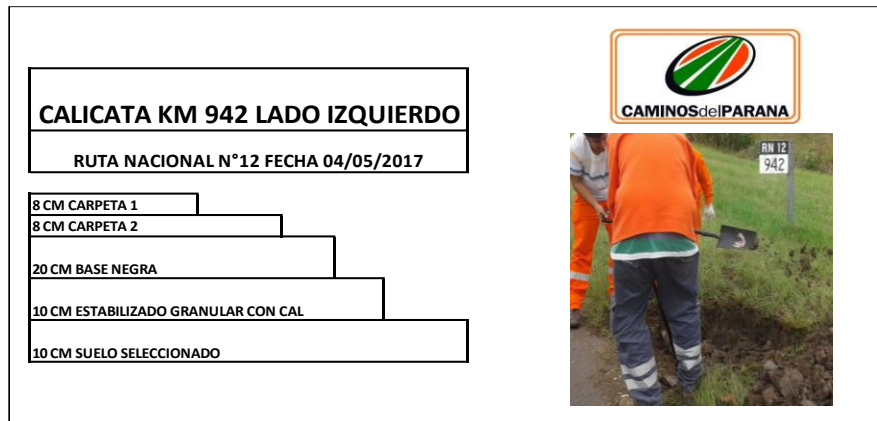 CAMINOSdelPARANA
CALICATA KM 942 LADO IZQUIERDO
RUTA NACIONAL N°12 FECHA 04/05/2017
8 CM CARPETA 1
8 CM CARPETA 2
20 CM BASE NEGRA
10 CM ESTABILIZADO GRANULAR CON CAL
10 CM SUELO SELECCIONADO
RN 12
942